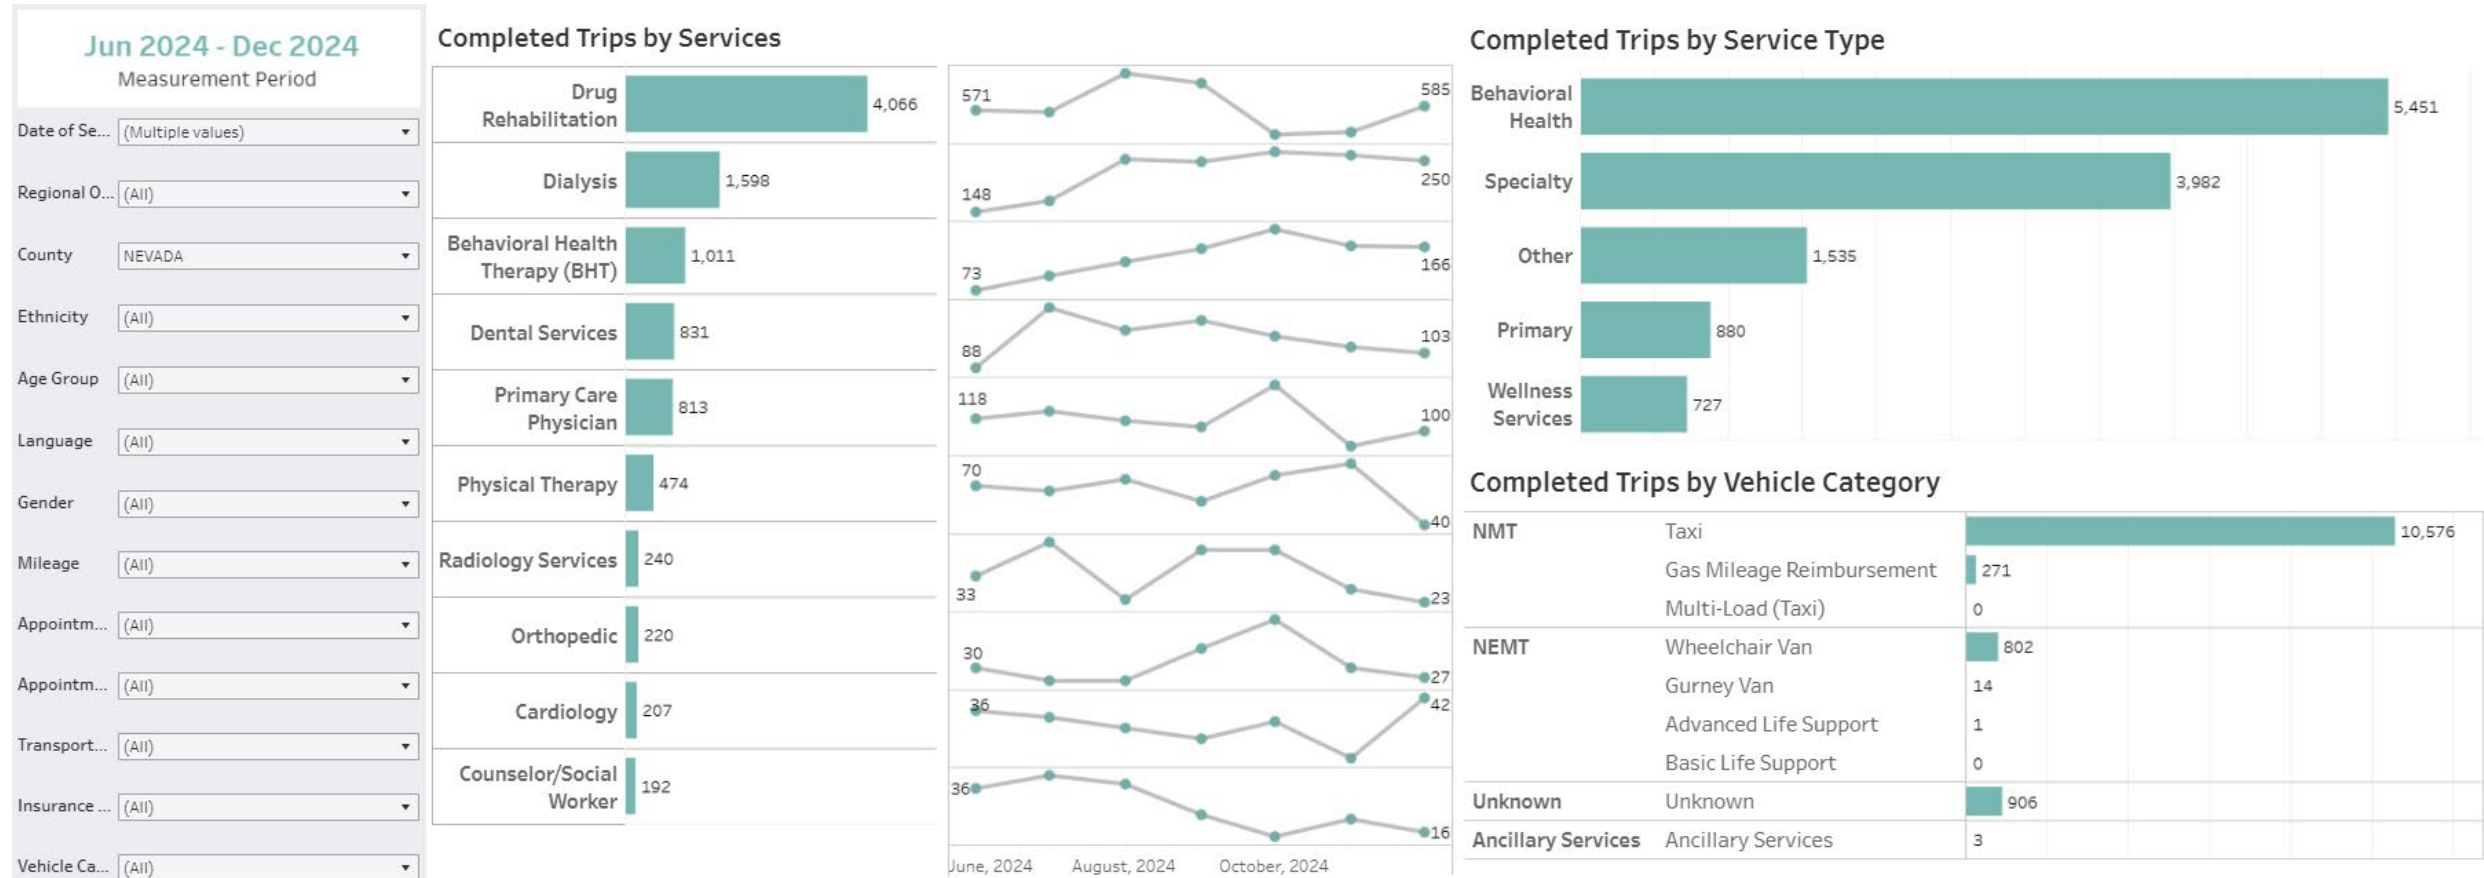 Jun 2024 - Dec 2024
Measurement Period
Date of Se... (Multiple values)
Regional O... (All)
County NEVADA
Ethnicity (All)
Age Group (All)
Language (All)
Gender (All)
Mileage (All)
Appointm... (All)
Appointm... (All)
Transport... (All)
Insurance ... (All)
Vehicle Ca... (All)
Completed Trips by Services
Drug
Rehabilitation
4,066
571
585
Dialysis
1,598
148
250
Behavioral Health
Therapy (BHT)
1,011
73
166
Dental Services
831
88
103
Primary Care
Physician
813
118
100
Physical Therapy
474
70
40
Radiology Services
240
33
23
Orthopedic
220
30
27
Cardiology
207
36
42
Counselor/Social
Worker
192
36
16
June, 2024 August, 2024 October, 2024
Completed Trips by Service Type
Behavioral
Health
5,451
Specialty
3,982
Other
1,535
Primary
880
Wellness
Services
727
Completed Trips by Vehicle Category
NMT Taxi 10,576
Gas Mileage Reimbursement 271
Multi-Load (Taxi) 0
NEMT Wheelchair Van 802
Gurney Van 14
Advanced Life Support 1
Basic Life Support 0
Unknown Unknown 906
Ancillary Services Ancillary Services 3